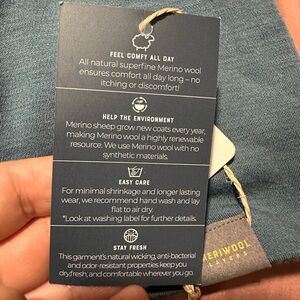 FEEL COMFY ALL DAY
All natural superfine Merino wool
ensures comfort all day long – no
itching or discomfort!
HELP THE ENVIRONMENT
Merino sheep grow new coats every year,
making Merino wool a highly renewable
resource. We use Merino wool with no
synthetic materials.
EASY CARE
For minimal shrinkage and longer lasting
wear, we recommend hand wash and lay
flat to air dry.
*Look at washing label for further details.
STAY FRESH
This garment's natural wicking, anti-bacterial
and odor-resistant properties keep you
dry, fresh, and comfortable wherever you go.
MERIWOOL